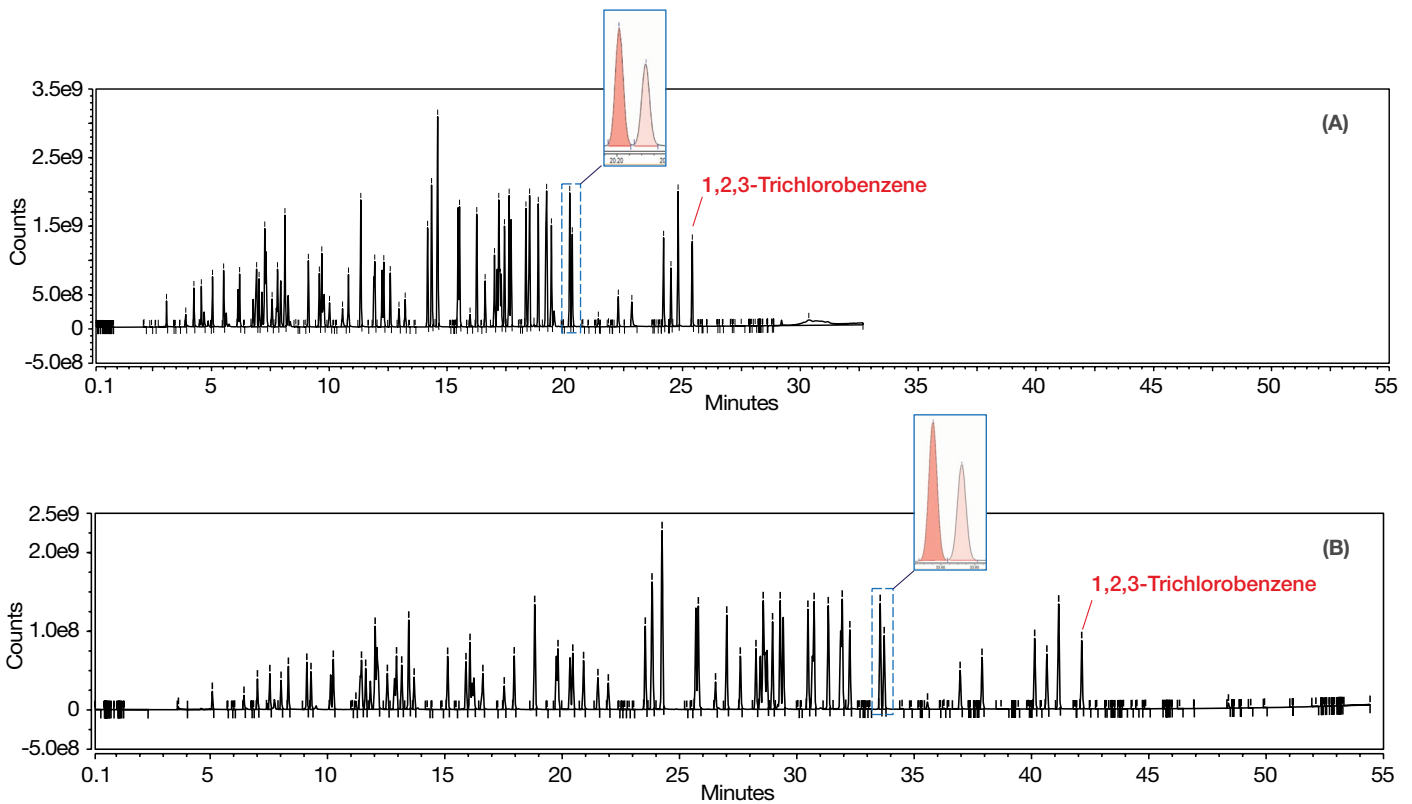 3.5e9
2.5e9
1.5e9
5.0e8
0
-5.0e8
Counts
(A)
20.20
20
1,2,3-Trichlorobenzene
0.1 5 10 15 20 25 30 35 40 45 50 55
Minutes
2.5e9
2.0e9
1.0e8
0
-5.0e8
Counts
(B)
1,2,3-Trichlorobenzene
0.1 5 10 15 20 25 30 35 40 45 50 55
Minutes